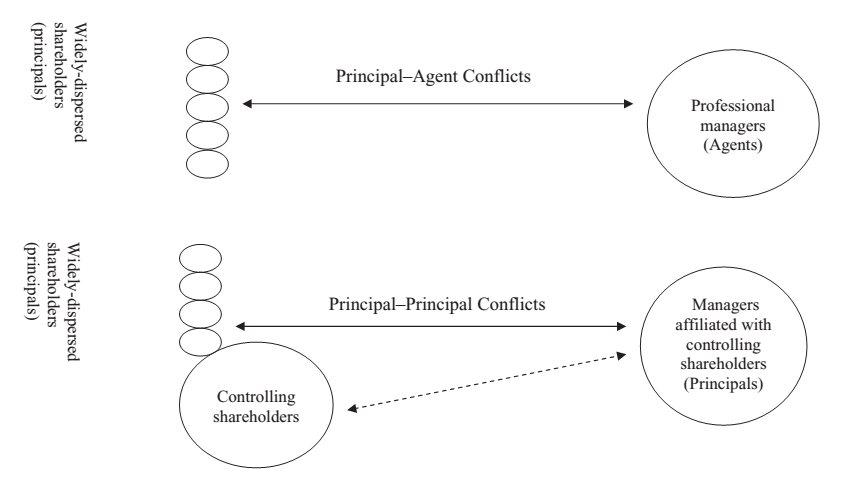 Widely-dispersed
shareholders
(principals)
Principal–Agent Conflicts
Professional
managers
(Agents)
Widely-dispersed
shareholders
(principals)
Principal–Principal Conflicts
Managers
affiliated with
controlling
shareholders
(Principals)
Controlling
shareholders